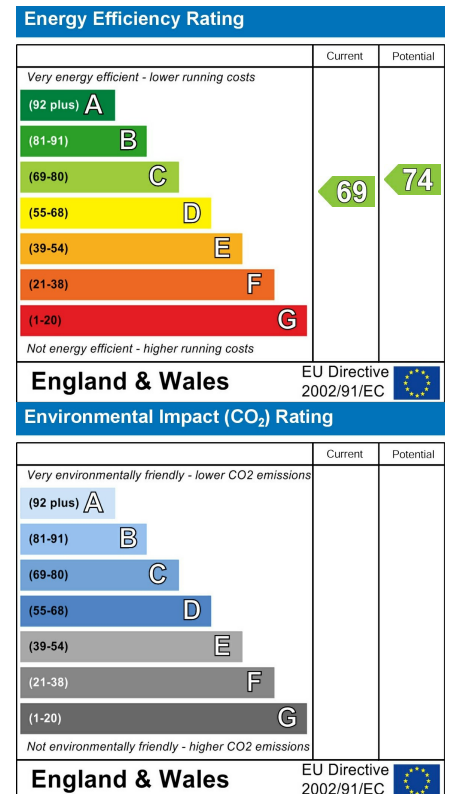 Energy Efficiency Rating
Current Potential
Very energy efficient - lower running costs
(92 plus) A
(81-91) B
(69-80) C
(55-68) D
(39-54) E
(21-38) F
(1-20) G
69 74
Not energy efficient - higher running costs
England & Wales
EU Directive
2002/91/EC
Environmental Impact (CO₂) Rating
Current Potential
Very environmentally friendly - lower CO2 emissions
(92 plus) A
(81-91) B
(69-80) C
(55-68) D
(39-54) E
(21-38) F
(1-20) G
Not environmentally friendly - higher CO2 emissions
England & Wales
EU Directive
2002/91/EC